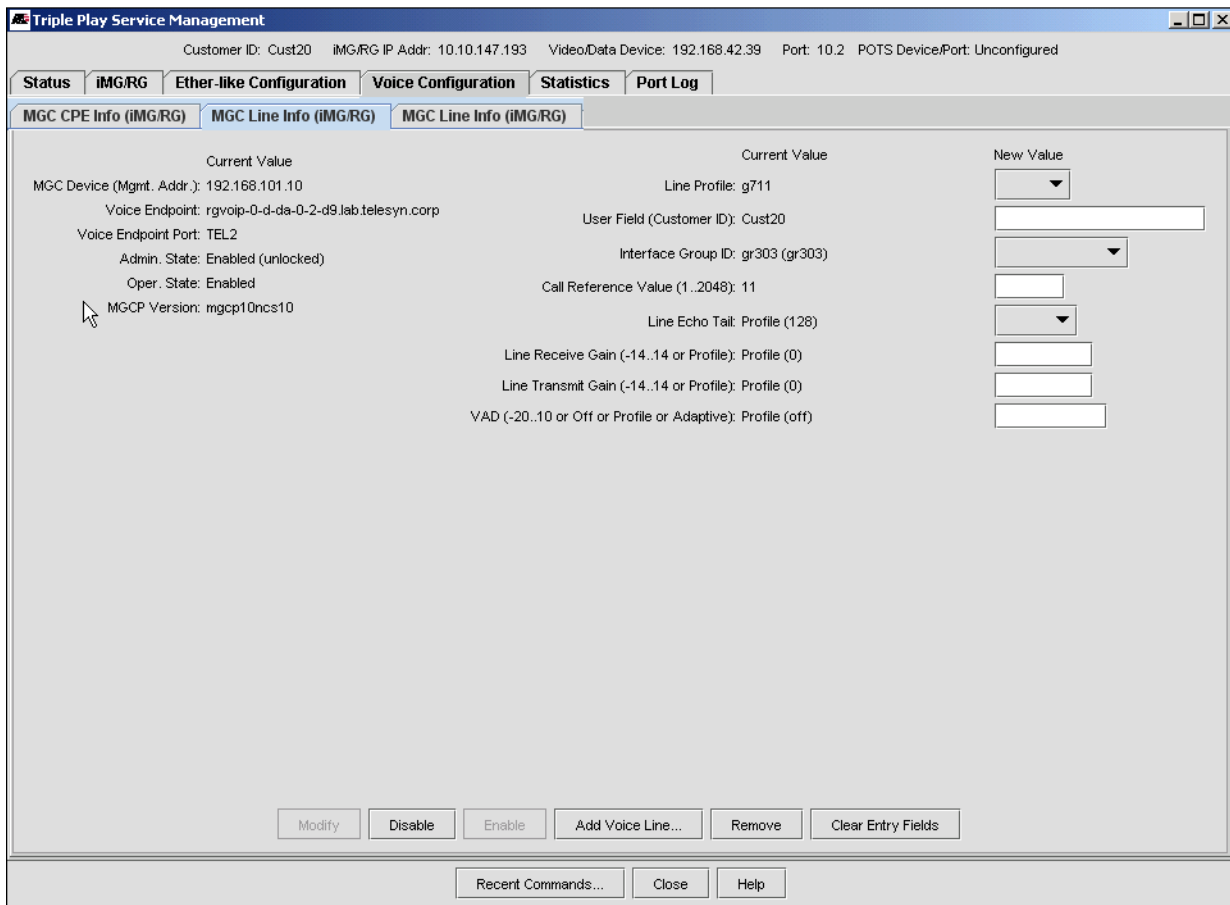 Triple Play Service Management
Customer ID: Cust20 iMG/RG IP Addr: 10.10.147.193 Video/Data Device: 192.168.42.39 Port: 10.2 POTS Device/Port: Unconfigured
Status iMG/RG Ether-like Configuration Voice Configuration Statistics Port Log
MGC CPE Info (iMG/RG) MGC Line Info (iMG/RG) MGC Line Info (iMG/RG)
Current Value
MGC Device (Mgmt. Addr.): 192.168.101.10
Voice Endpoint: rgvoip-0-d-da-0-2-d9.lab.telesyn.corp
Voice Endpoint Port: TEL2
Admin. State: Enabled (unlocked)
Oper. State: Enabled
MGCP Version: mgcp10ncs10
Current Value New Value
Line Profile: g711
User Field (Customer ID): Cust20
Interface Group ID: gr303 (gr303)
Call Reference Value (1..2048): 11
Line Echo Tail: Profile (128)
Line Receive Gain (-14..14 or Profile): Profile (0)
Line Transmit Gain (-14..14 or Profile): Profile (0)
VAD (-20..10 or Off or Profile or Adaptive): Profile (off)
Modify Disable Enable Add Voice Line... Remove Clear Entry Fields
Recent Commands... Close Help